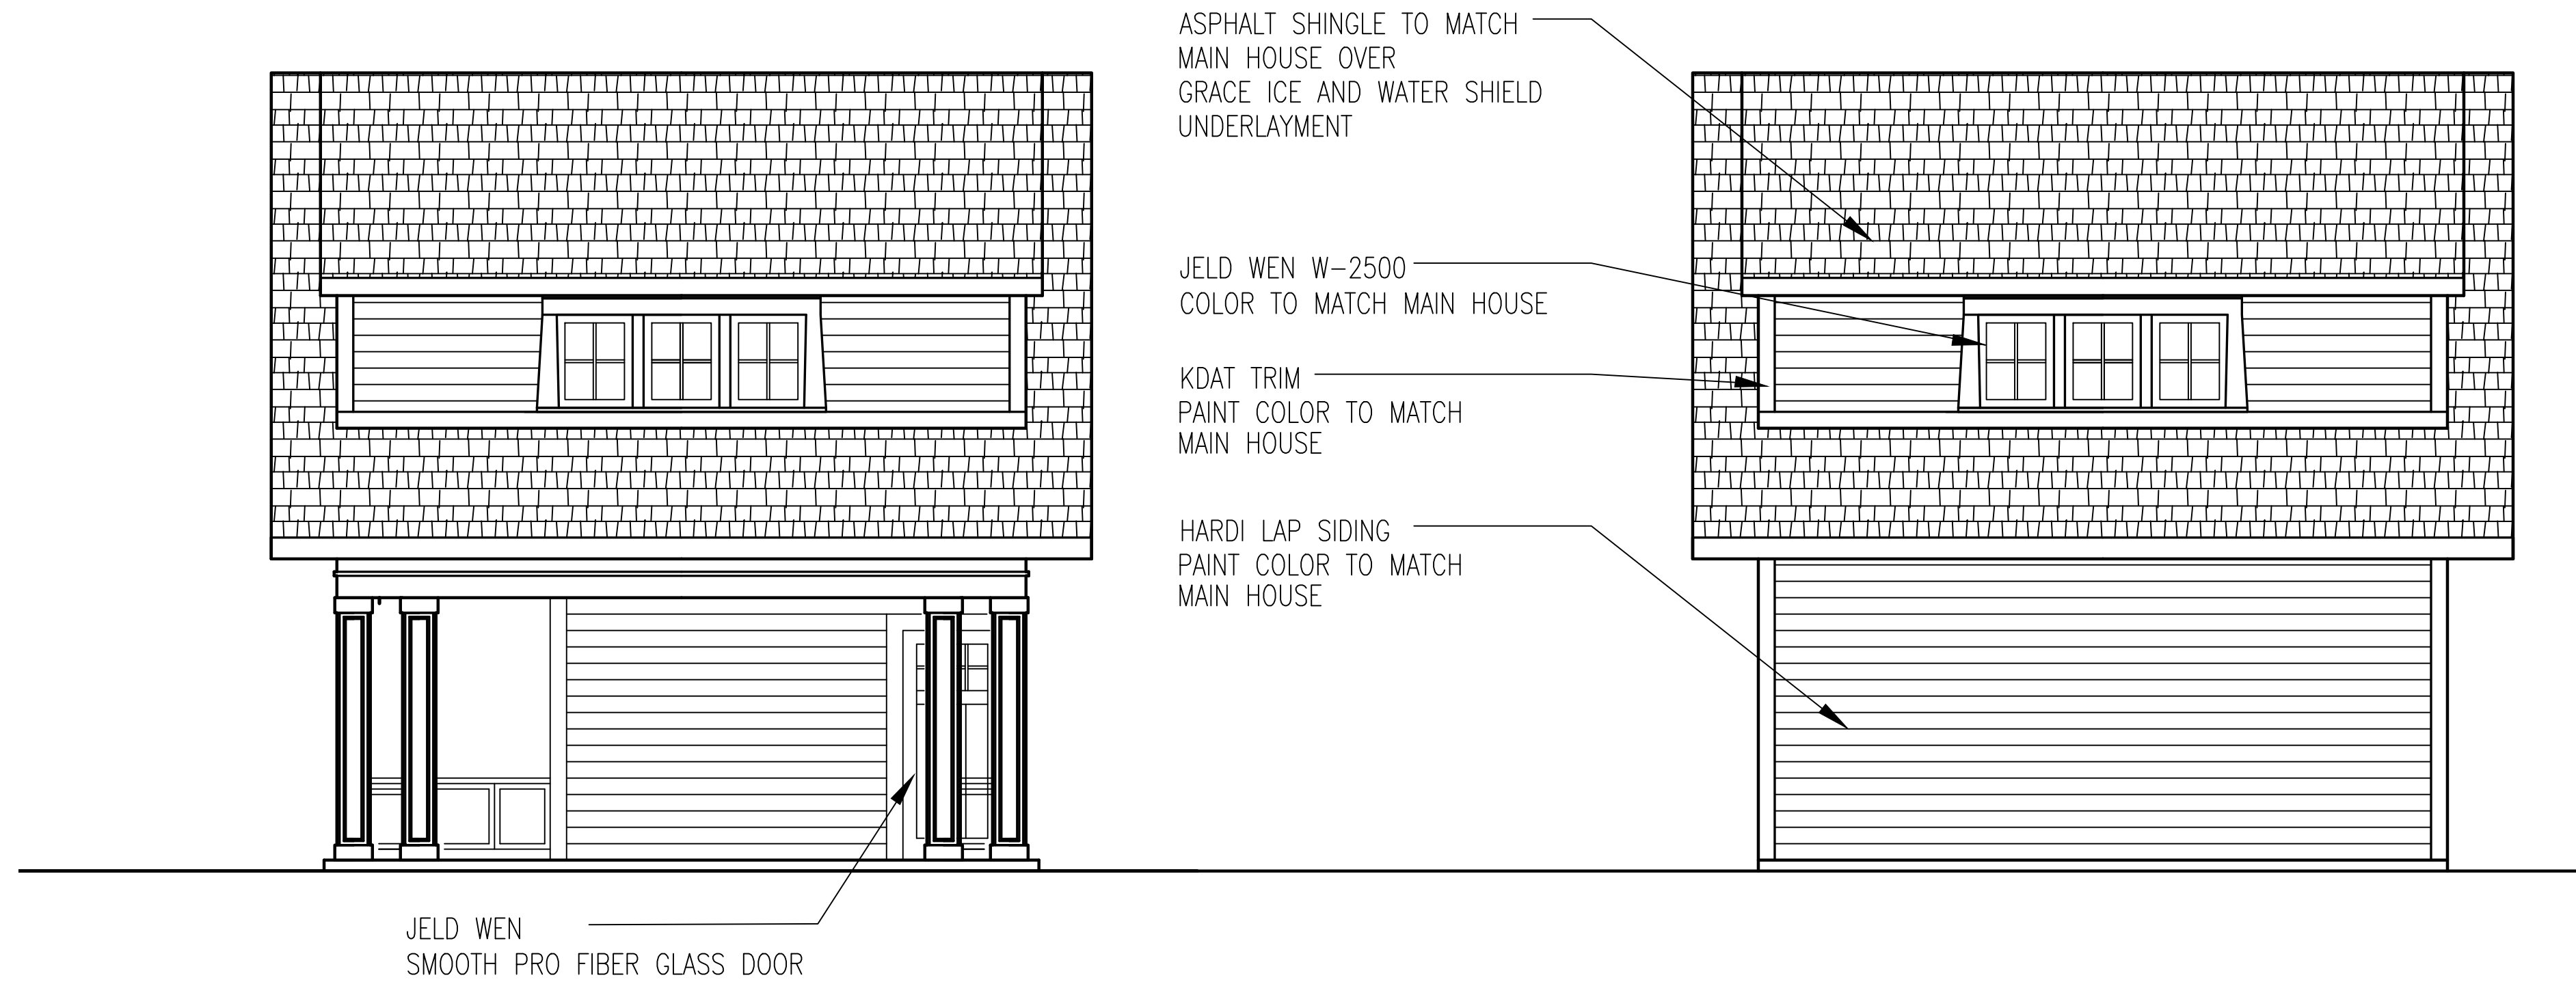 ASPHALT SHINGLE TO MATCH
MAIN HOUSE OVER
GRACE ICE AND WATER SHIELD
UNDERLAYMENT
JELD WEN W-2500
COLOR TO MATCH MAIN HOUSE
KDAT TRIM
PAINT COLOR TO MATCH
MAIN HOUSE
HARDI LAP SIDING
PAINT COLOR TO MATCH
MAIN HOUSE
JELD WEN
SMOOTH PRO FIBER GLASS DOOR